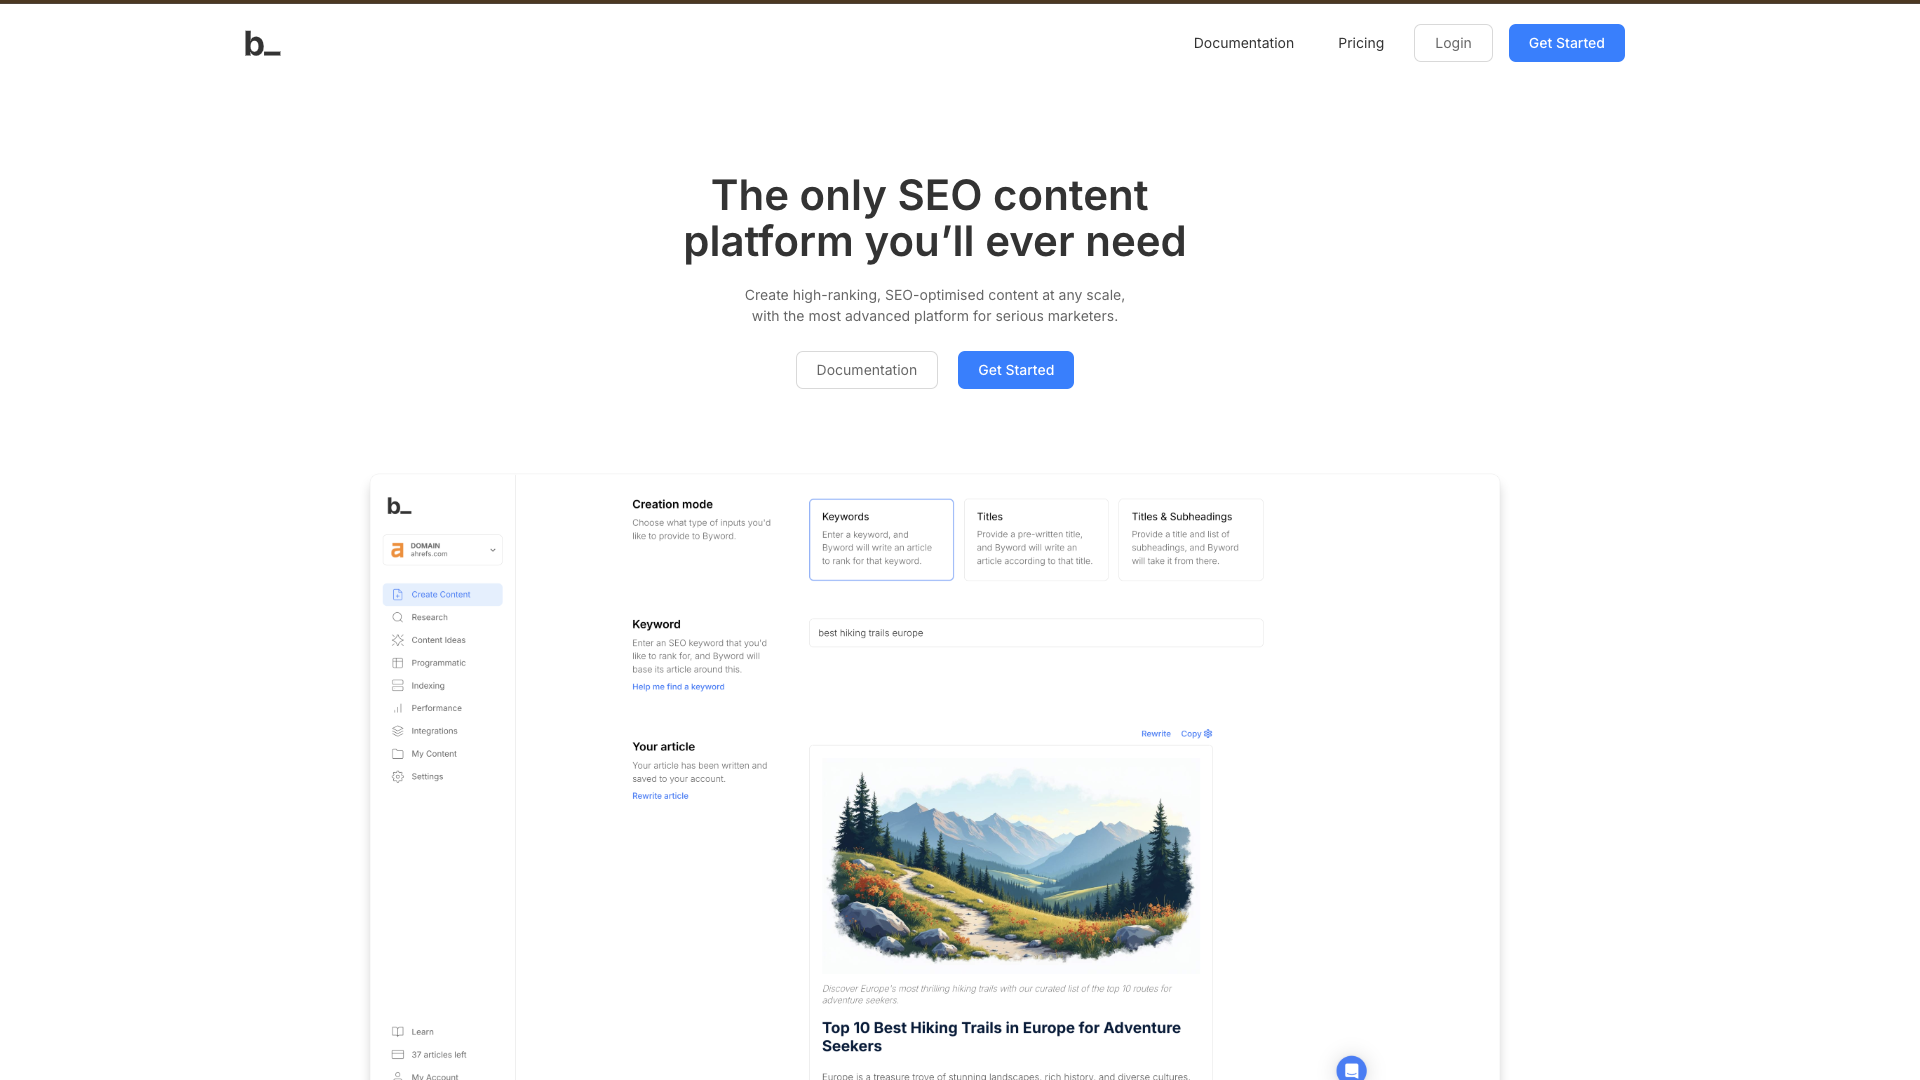 b_
Documentation
Pricing
Login
Get Started
The only SEO content
platform you’ll ever need
Create high-ranking, SEO-optimised content at any scale,
with the most advanced platform for serious marketers.
Documentation
Get Started
b_
DOMAIN
ahrefs.com
Create Content
Research
Content Ideas
Programmatic
Indexing
Performance
Integrations
My Content
Settings
Learn
37 articles left
My Account
Creation mode
Choose what type of inputs you'd
like to provide to Byword.
Keywords
Enter a keyword, and
Byword will write an article
to rank for that keyword.
Titles
Provide a pre-written title,
and Byword will write an
article according to that title.
Titles & Subheadings
Provide a title and list of
subheadings, and Byword
will take it from there.
Keyword
Enter an SEO keyword that you'd
like to rank for, and Byword will
base its article around this.
Help me find a keyword
best hiking trails europe
Your article
Your article has been written and
saved to your account.
Rewrite article
Rewrite
Copy
Discover Europe's most thrilling hiking trails with our curated list of the top 10 routes for
adventure seekers.
Top 10 Best Hiking Trails in Europe for Adventure
Seekers
Europe is a treasure trove of stunning landscapes, rich history, and diverse cultures,